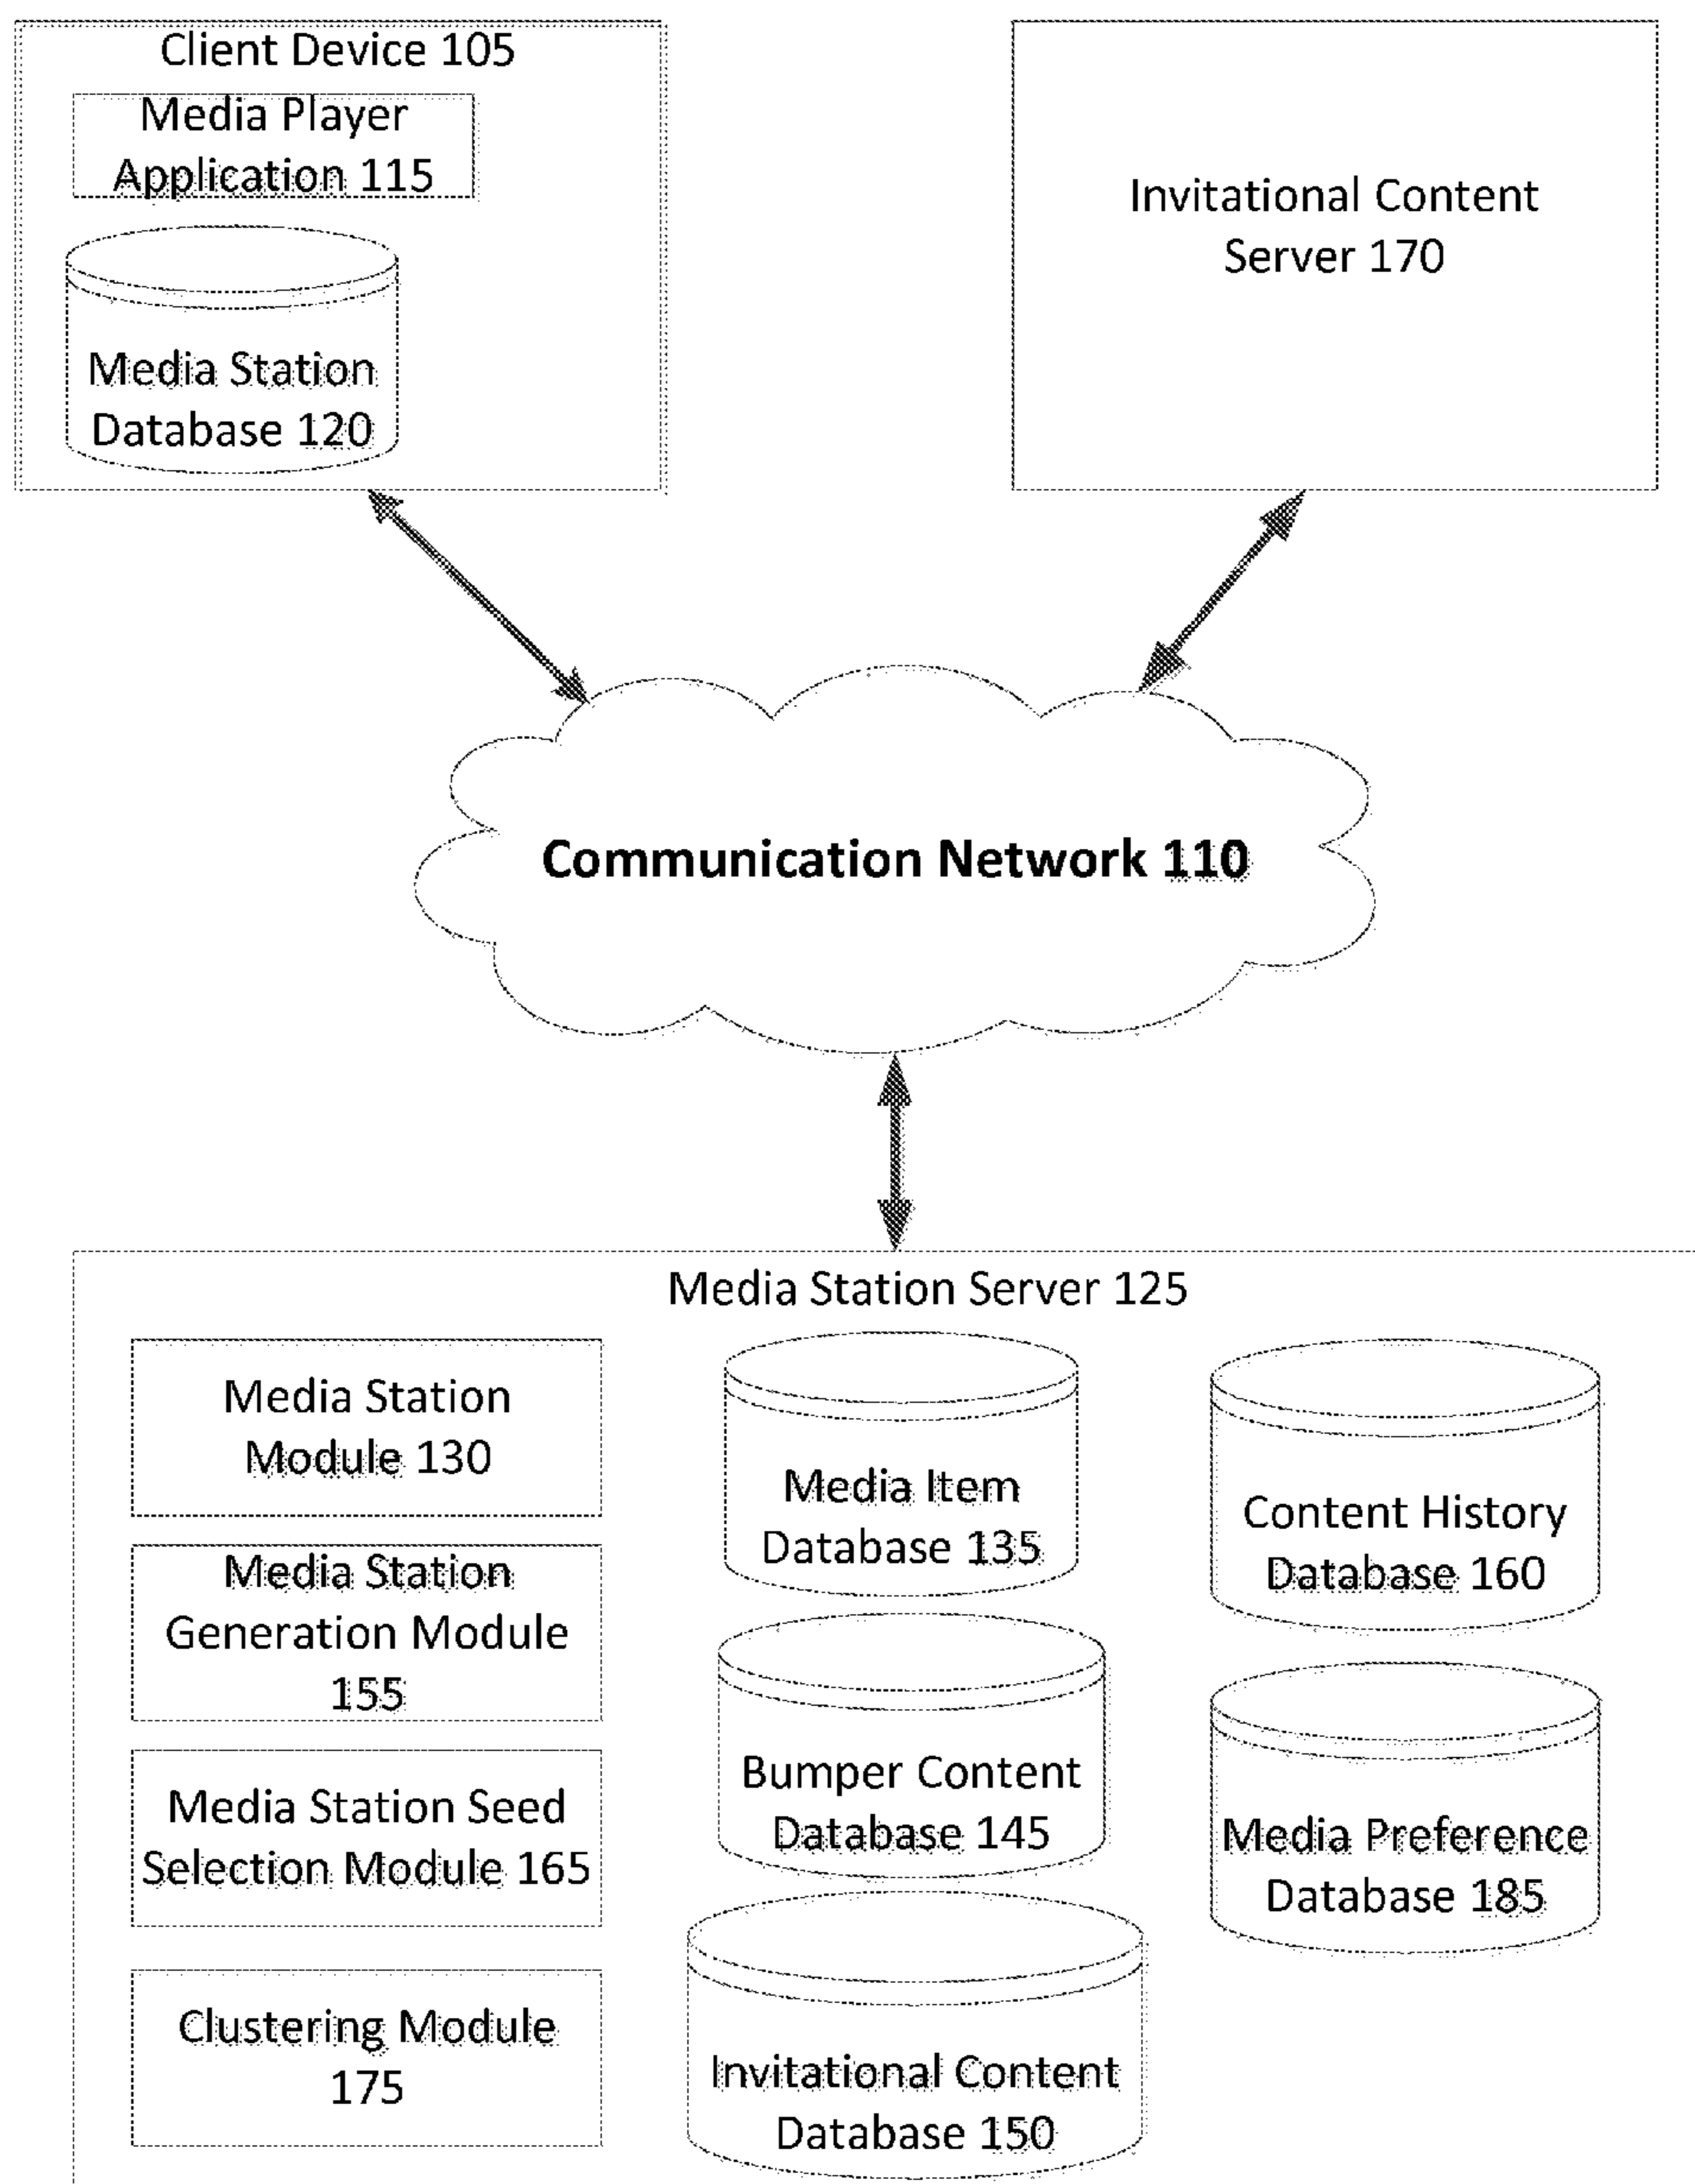 Client Device 105
Media Player
Application 115
Media Station
Database 120
Invitational Content
Server 170
Communication Network 110
Media Station Server 125
Media Station
Module 130
Media Station
Generation Module
155
Media Station Seed
Selection Module 165
Clustering Module
175
Media Item
Database 135
Bumper Content
Database 145
Invitational Content
Database 150
Content History
Database 160
Media Preference
Database 185